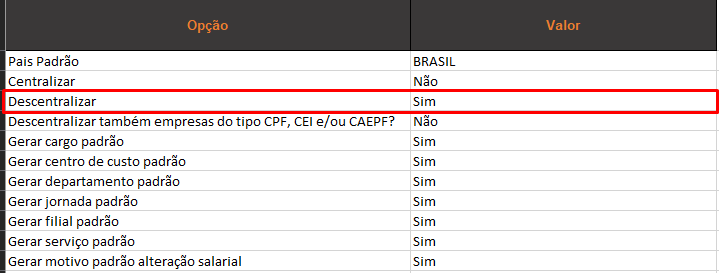 Opção Valor
Pais Padrão BRASIL
Centralizar Não
Descentralizar Sim
Descentralizar também empresas do tipo CPF, CEI e/ou CAEPF? Não
Gerar cargo padrão Sim
Gerar centro de custo padrão Sim
Gerar departamento padrão Sim
Gerar jornada padrão Sim
Gerar filial padrão Sim
Gerar serviço padrão Sim
Gerar motivo padrão alteração salarial Sim